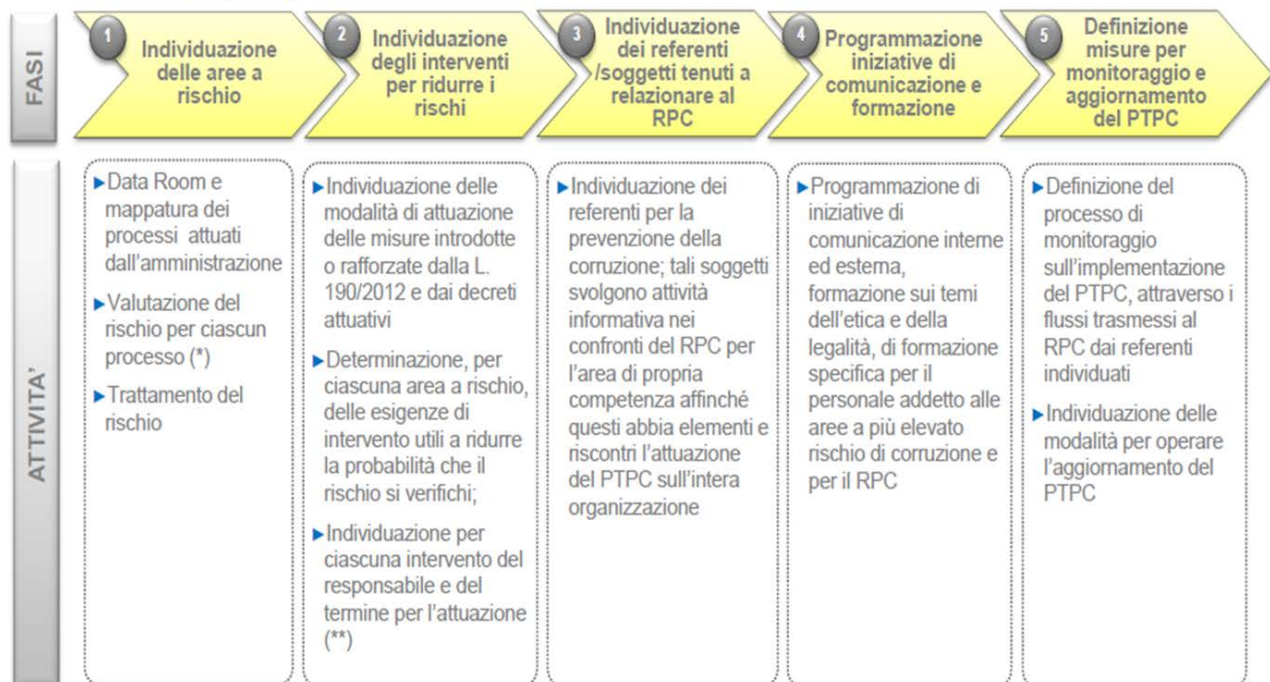 FASI
1
Individuazione
delle aree a
rischio
2
Individuazione
degli interventi
per ridurre i
rischi
3
Individuazione
dei referenti
/soggetti tenuti a
relazionare al
RPC
4
Programmazione
iniziative di
comunicazione e
formazione
5
Definizione
misure per
monitoraggio e
aggiornamento
del PTPC
ATTIVITA'
►Data Room e
mappatura dei
processi attuati
dall'amministrazione
►Valutazione del
rischio per ciascun
processo (*)
►Trattamento del
rischio
►Individuazione delle
modalità di attuazione
delle misure introdotte
o rafforzate dalla L.
190/2012 e dai decreti
attuativi
►Determinazione, per
ciascuna area a rischio,
delle esigenze di
intervento utili a ridurre
la probabilità che il
rischio si verifichi;
►Individuazione per
ciascuna intervento del
responsabile e del
termine per l'attuazione
(**)
►Individuazione dei
referenti per la
prevenzione della
corruzione; tali soggetti
svolgono attività
informativa nei
confronti del RPC per
l'area di propria
competenza affinché
questi abbia elementi e
riscontri l'attuazione
del PTPC sull'intera
organizzazione
►Programmazione di
iniziative di
comunicazione interne
ed esterna,
formazione sui temi
dell'etica e della
legalità, di formazione
specifica per il
personale addetto alle
aree a più elevato
rischio di corruzione e
per il RPC
►Definizione del
processo di
monitoraggio
sull'implementazione
del PTPC, attraverso i
flussi trasmessi al
RPC dai referenti
individuati
►Individuazione delle
modalità per operare
l'aggiornamento del
PTPC